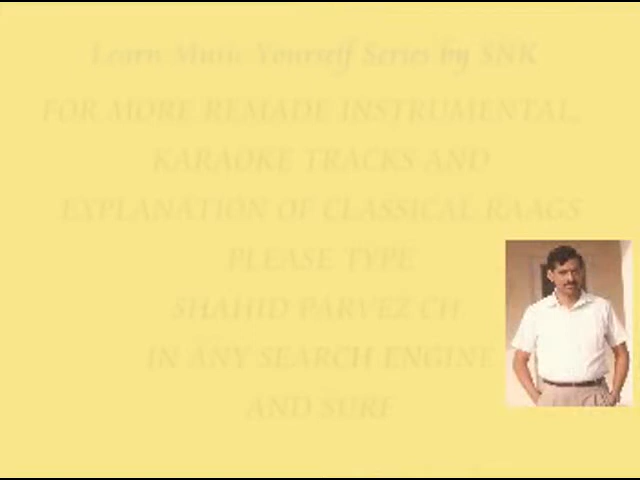 Learn Music Yourself Series by SNK
FOR MORE REMADE INSTRUMENTAL,
KARAOKE TRACKS AND
EXPLANATION OF CLASSICAL RAAGS
PLEASE TYPE
SHAHID PARVEZ CH
IN ANY SEARCH ENGINE
AND SURF